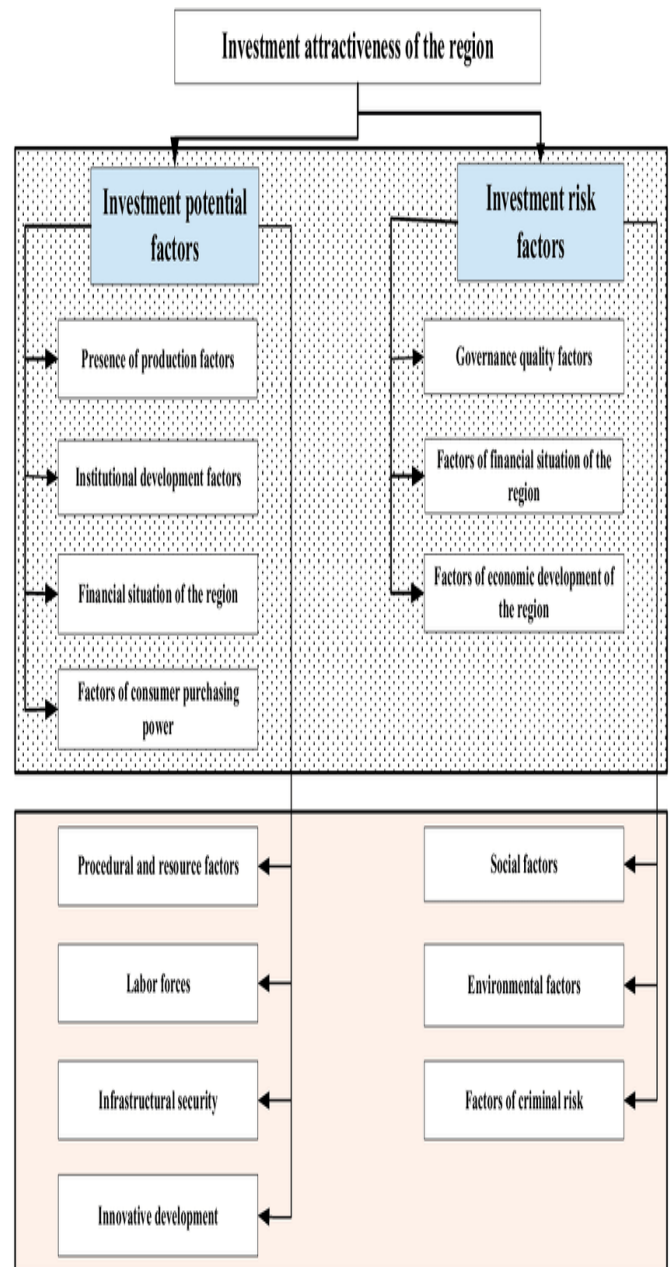 Investment attractiveness of the region
Investment potential
factors
Investment risk
factors
Presence of production factors
Institutional development factors
Financial situation of the region
Factors of consumer purchasing
power
Governance quality factors
Factors of financial situation of the
region
Factors of economic development of
the region
Procedural and resource factors
Labor forces
Infrastructural security
Innovative development
Social factors
Environmental factors
Factors of criminal risk